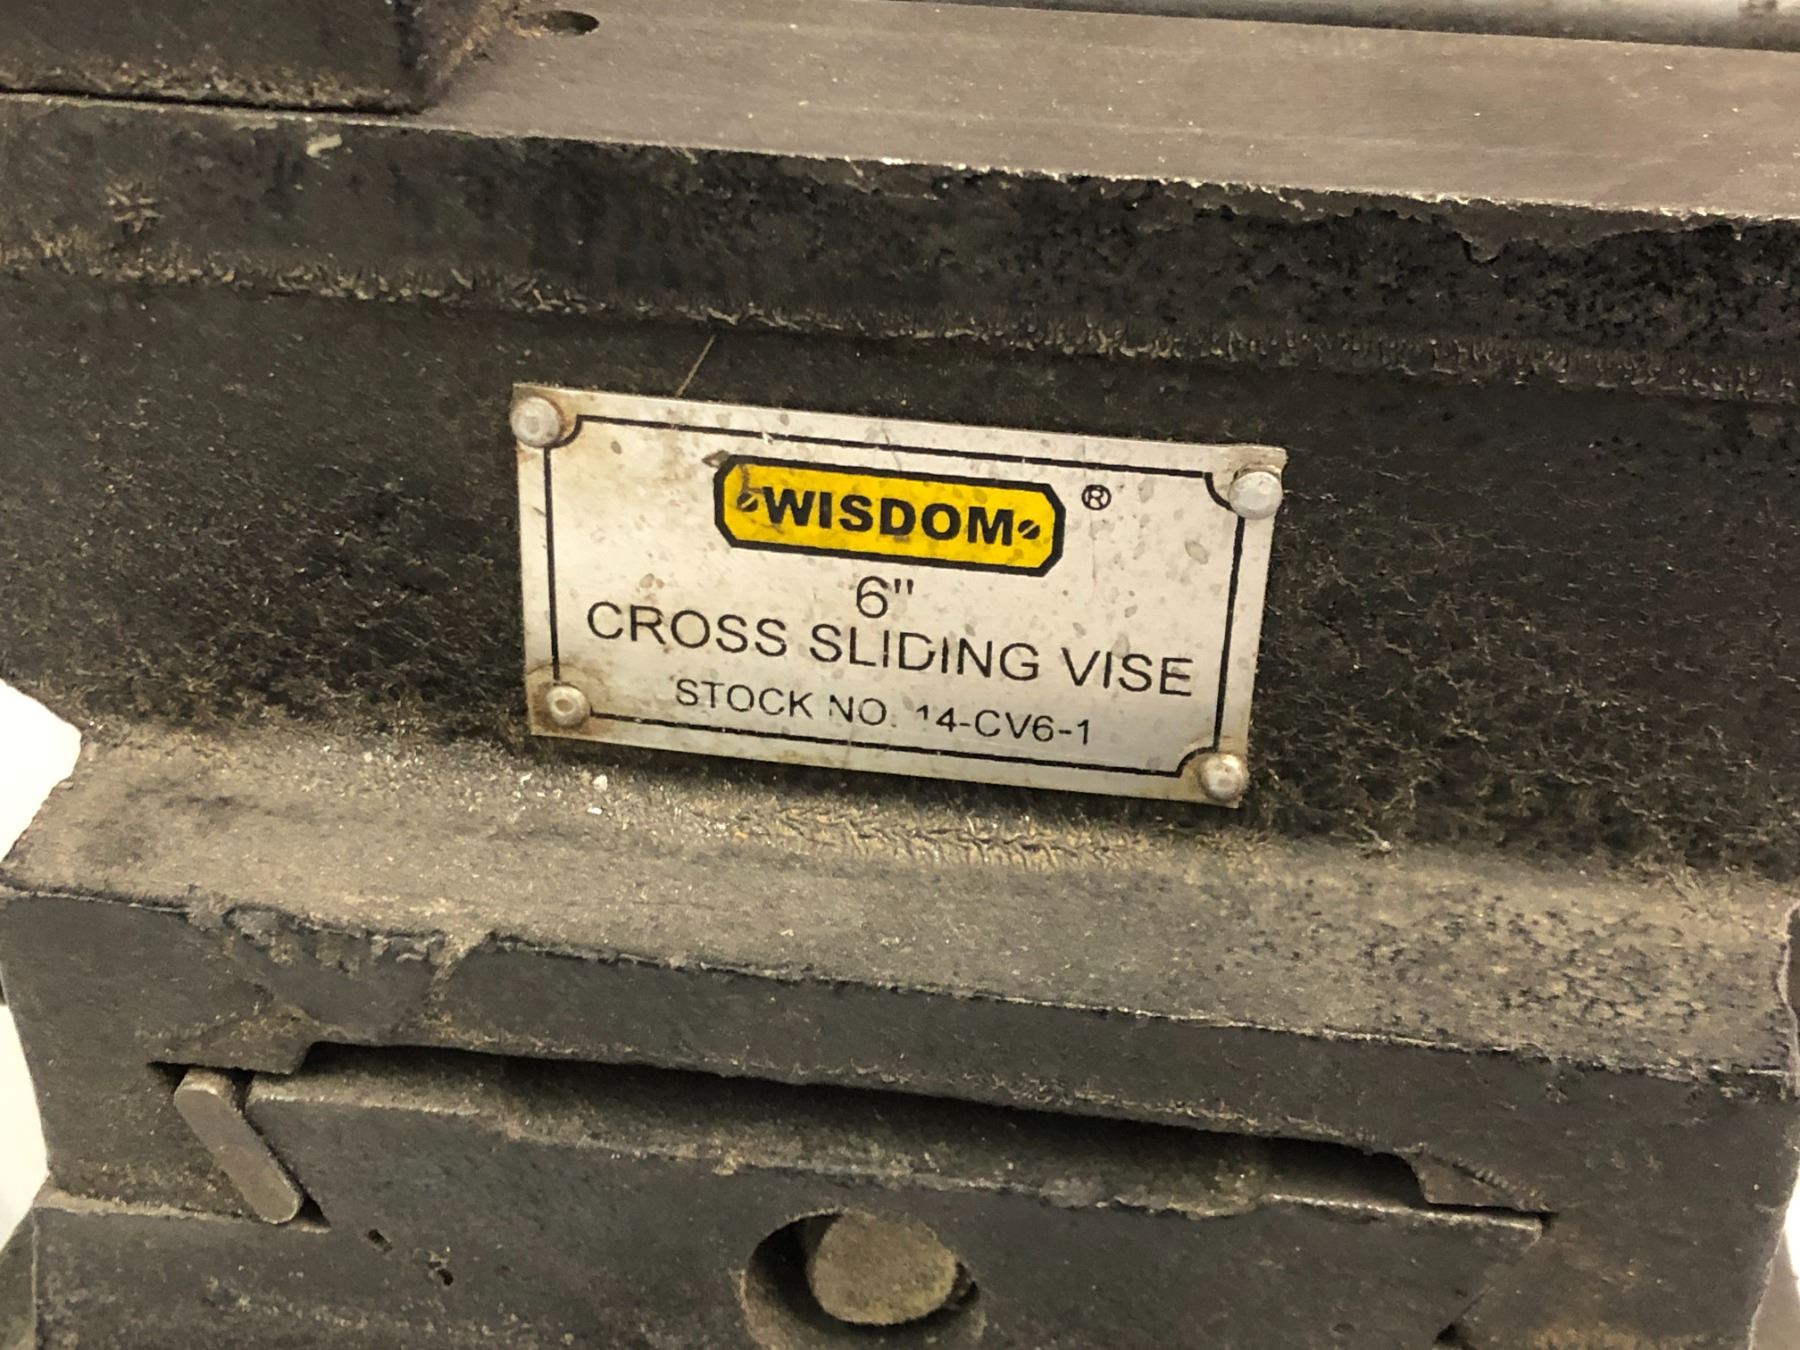 WISDOM ®
6"
CROSS SLIDING VISE
STOCK NO. 14-CV6-1